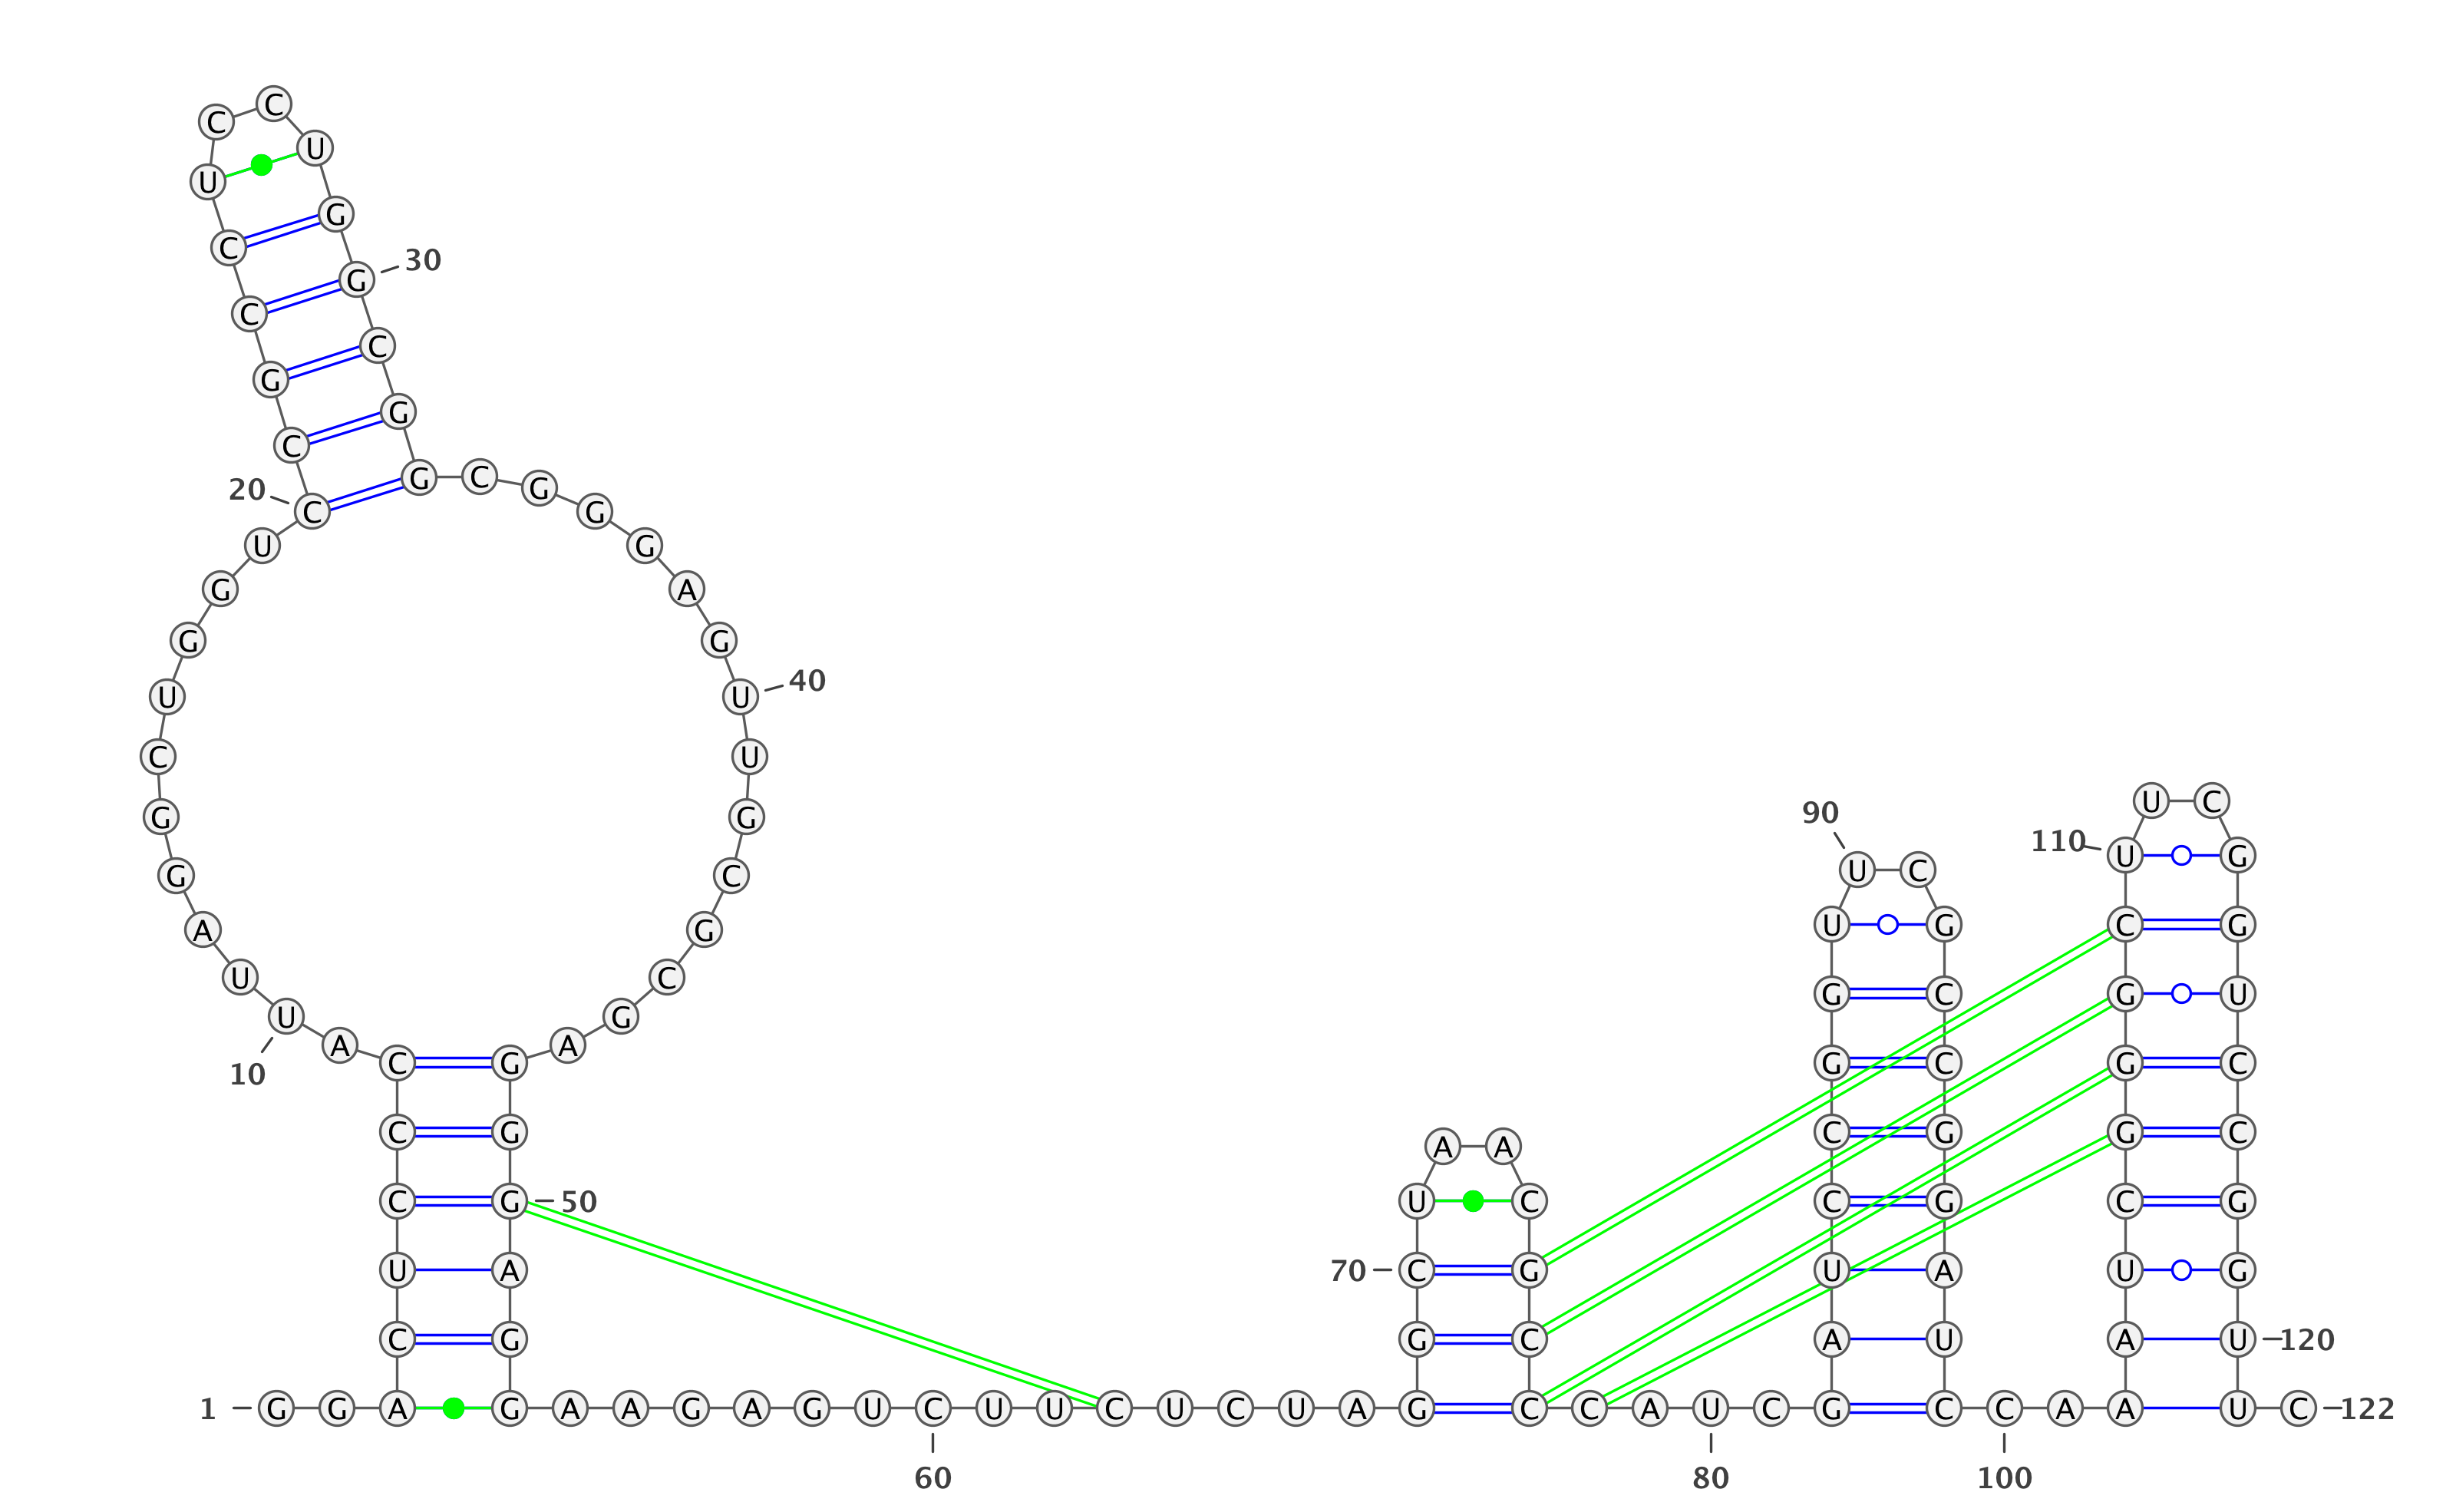 C C
U
U
G
C
30
G
C
C
G
G
C
G C G
20 C G
U G
G A
G G
40
U U
C U
U C
90
G G
110 U G
U C
G C
U G C G
A G
U C
G C G U
U G
A A
C G G C G C
10
C G C G G C
A A
C G 50 U C C G C G
U A 70 C G U A U G
C G G C A U A U 120
1 G G A G A A G A G U C U U C U C U A G C C A U C G C C A A U C 122
60 80 100